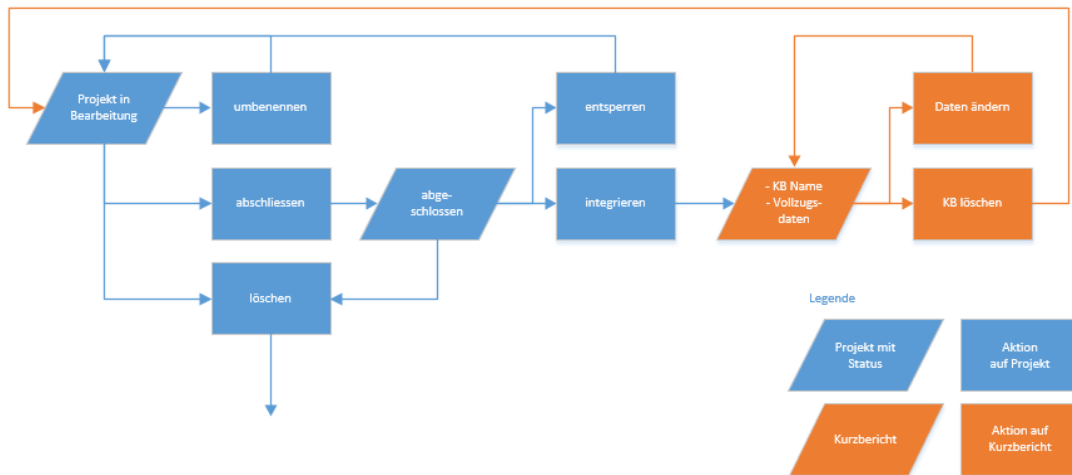 Projekt in
Bearbeitung
umbenennen
entsperren
Daten ändern
abschliessen
abge-
schlossen
integrieren
- KB Name
- Vollzugs-
daten
KB löschen
löschen
Legende
Projekt mit
Status
Aktion
auf Projekt
Kurzbericht
Aktion auf
Kurzbericht